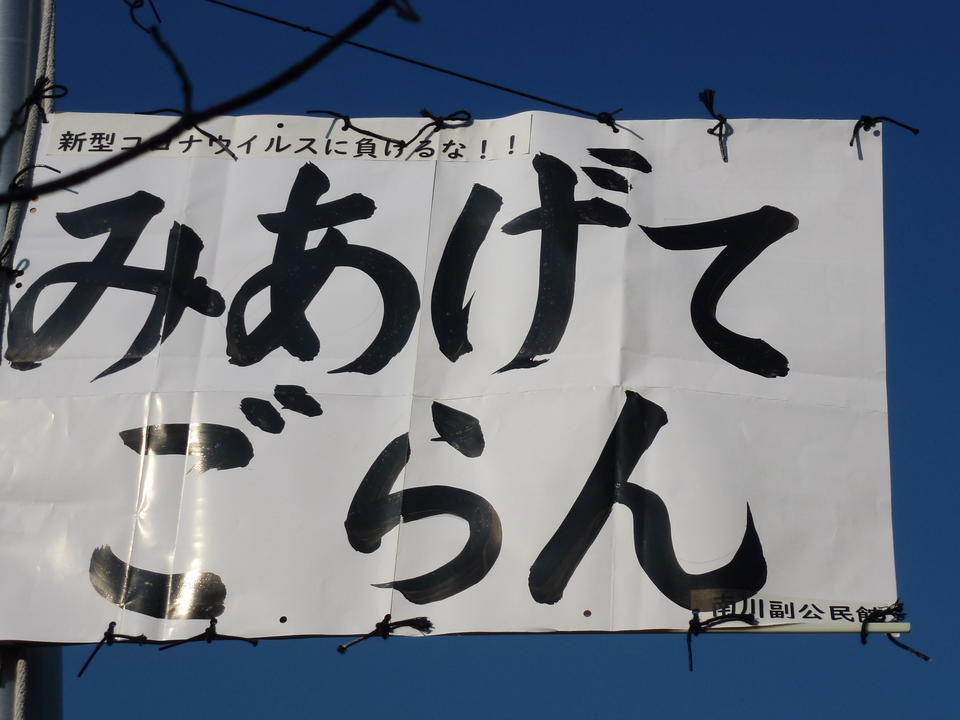 新型コロナウイルスに負けるな！！
みあげて
ごらん
南川副公民館